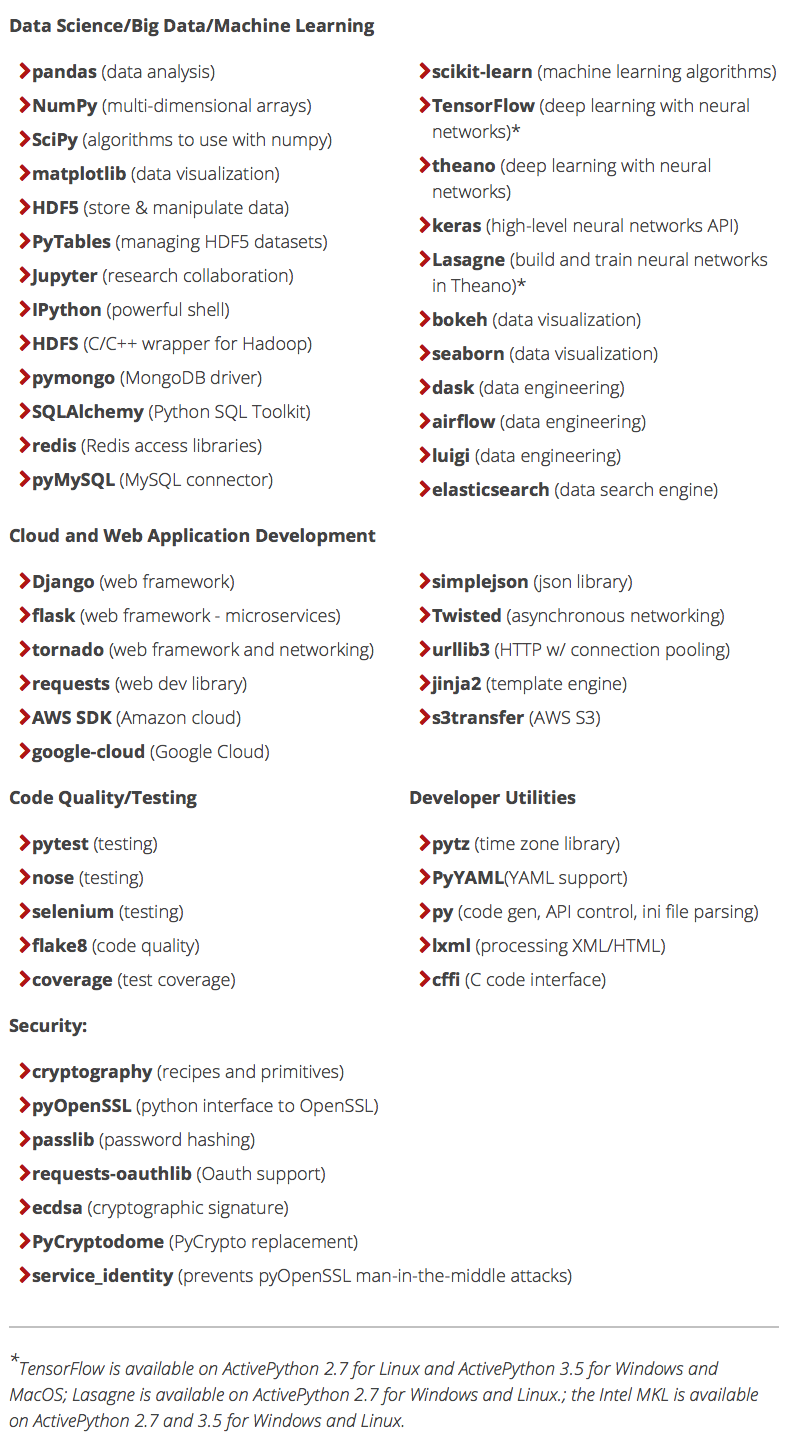 Data Science/Big Data/Machine Learning
pandas (data analysis)
NumPy (multi-dimensional arrays)
SciPy (algorithms to use with numpy)
matplotlib (data visualization)
HDF5 (store & manipulate data)
PyTables (managing HDF5 datasets)
Jupyter (research collaboration)
IPython (powerful shell)
HDFS (C/C++ wrapper for Hadoop)
pymongo (MongoDB driver)
SQLAlchemy (Python SQL Toolkit)
redis (Redis access libraries)
pyMySQL (MySQL connector)
scikit-learn (machine learning algorithms)
TensorFlow (deep learning with neural
networks)*
theano (deep learning with neural
networks)
keras (high-level neural networks API)
Lasagne (build and train neural networks
in Theano)*
bokeh (data visualization)
seaborn (data visualization)
dask (data engineering)
airflow (data engineering)
luigi (data engineering)
elasticsearch (data search engine)
Cloud and Web Application Development
Django (web framework)
flask (web framework - microservices)
tornado (web framework and networking)
requests (web dev library)
AWS SDK (Amazon cloud)
google-cloud (Google Cloud)
simplejson (json library)
Twisted (asynchronous networking)
urllib3 (HTTP w/ connection pooling)
jinja2 (template engine)
s3transfer (AWS S3)
Code Quality/Testing
pytest (testing)
nose (testing)
selenium (testing)
flake8 (code quality)
coverage (test coverage)
Developer Utilities
pytz (time zone library)
PyYAML(YAML support)
py (code gen, API control, ini file parsing)
lxml (processing XML/HTML)
cffi (C code interface)
Security:
cryptography (recipes and primitives)
pyOpenSSL (python interface to OpenSSL)
passlib (password hashing)
requests-oauthlib (Oauth support)
ecdsa (cryptographic signature)
PyCryptodome (PyCrypto replacement)
service_identity (prevents pyOpenSSL man-in-the-middle attacks)
*TensorFlow is available on ActivePython 2.7 for Linux and ActivePython 3.5 for Windows and
MacOS; Lasagne is available on ActivePython 2.7 for Windows and Linux.; the Intel MKL is available
on ActivePython 2.7 and 3.5 for Windows and Linux.